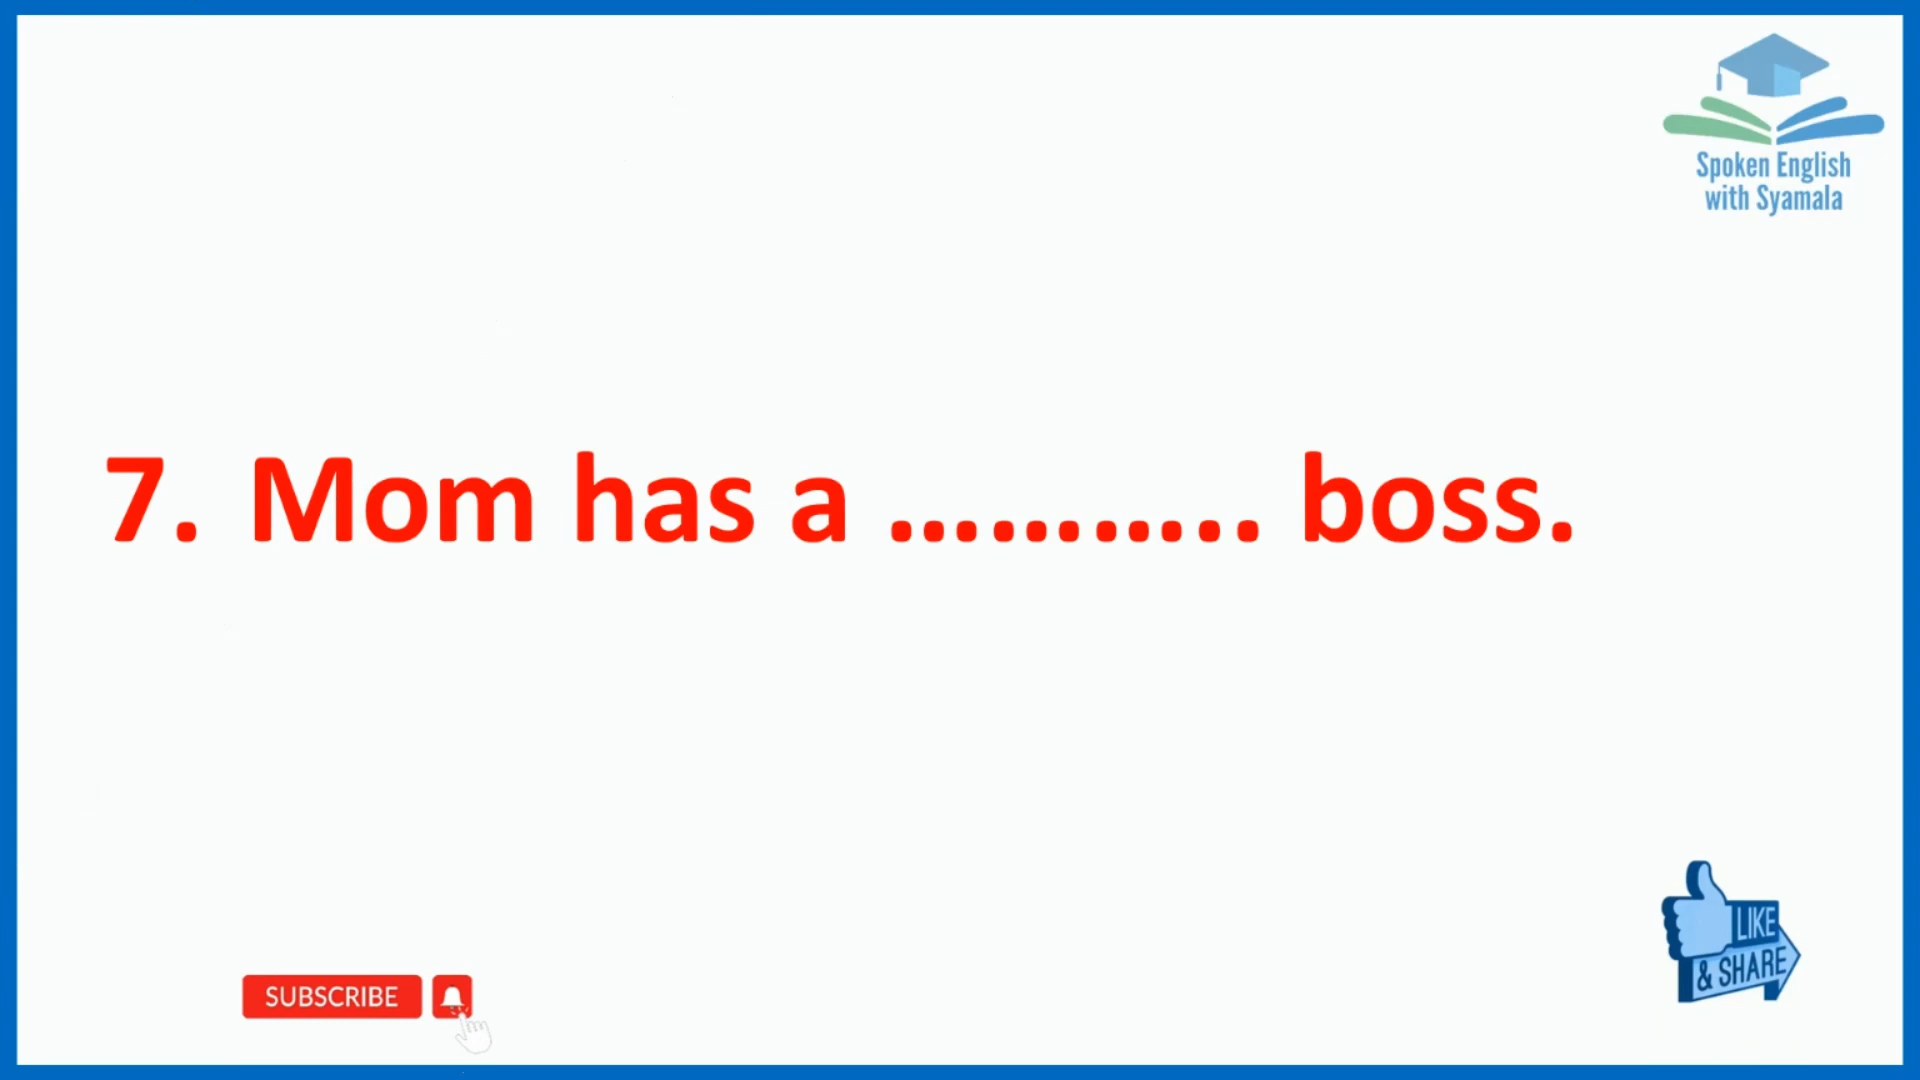 Spoken English
with Syamala
7. Mom has a ……….. boss.
LIKE
& SHARE
SUBSCRIBE